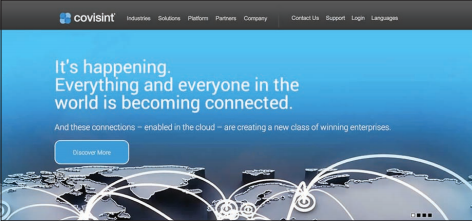 covisint Industries Solutions Platform Partners Company Contact Us Support Login Languages
It's happening.
Everything and everyone in the
world is becoming connected.
And these connections – enabled in the cloud – are creating a new class of winning enterprises.
Discover More